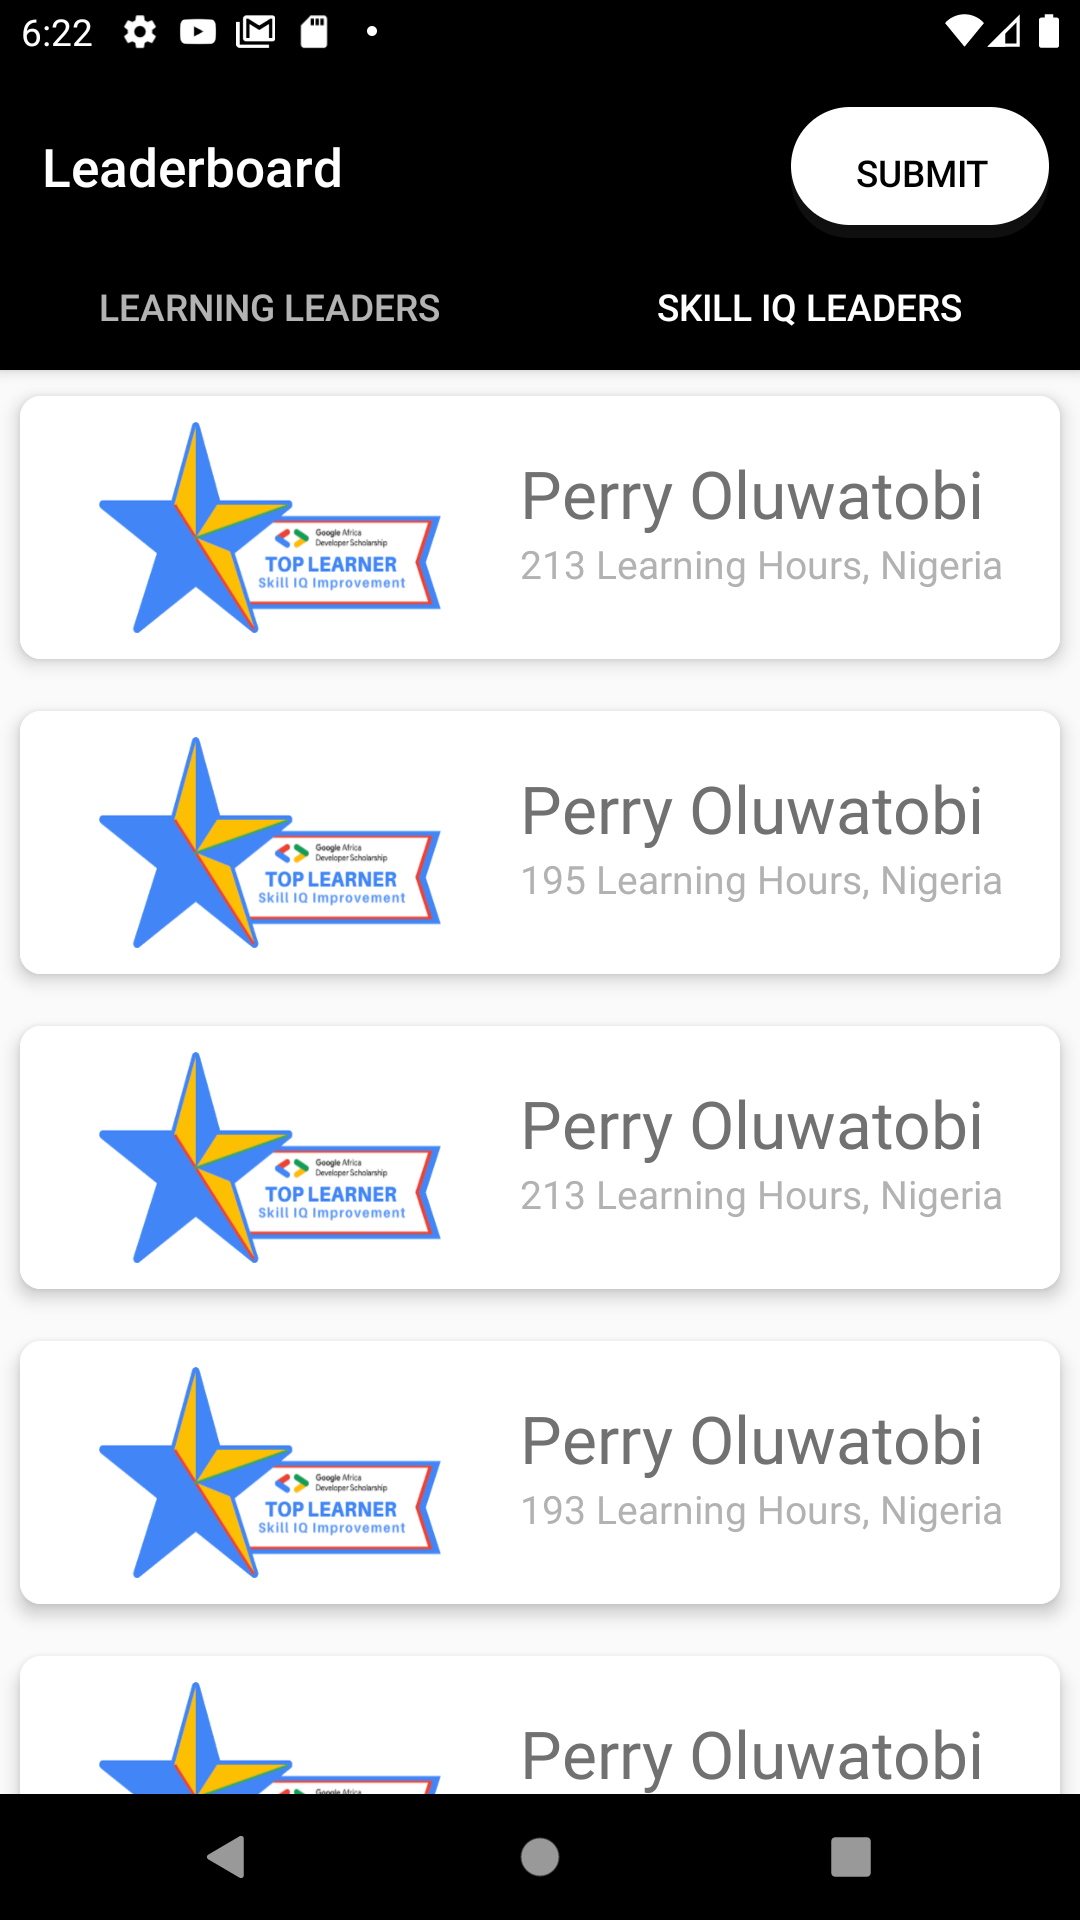 6:22
Leaderboard
SUBMIT
LEARNING LEADERS
SKILL IQ LEADERS
Google Africa
Developer Scholarship
TOP LEARNER
Skill IQ Improvement
Perry Oluwatobi
213 Learning Hours, Nigeria
Google Africa
Developer Scholarship
TOP LEARNER
Skill IQ Improvement
Perry Oluwatobi
195 Learning Hours, Nigeria
Google Africa
Developer Scholarship
TOP LEARNER
Skill IQ Improvement
Perry Oluwatobi
213 Learning Hours, Nigeria
Google Africa
Developer Scholarship
TOP LEARNER
Skill IQ Improvement
Perry Oluwatobi
193 Learning Hours, Nigeria
Google Africa
Perry Oluwatobi